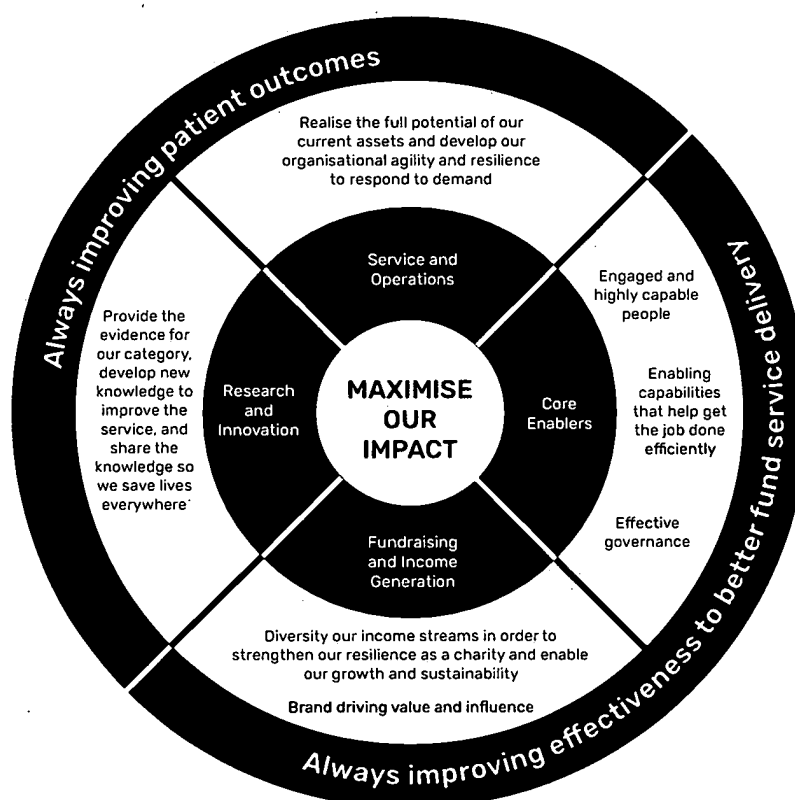 Always improving patient outcomes
Realise the full potential of our
current assets and develop our
organisational agility and resilience
to respond to demand
Service and
Operations
Provide the
evidence for
our category,
develop new
knowledge to
improve the
service, and
share the
knowledge so
we save lives
everywhere
Research
and
Innovation
MAXIMISE
OUR
IMPACT
Core
Enablers
Engaged and
highly capable
people
Enabling
capabilities
that help get
the job done
efficiently
Effective
governance
Fundraising
and Income
Generation
Diversity our income streams in order to
strengthen our resilience as a charity and enable
our growth and sustainability
Brand driving value and influence
Always improving effectiveness to better fund service delivery